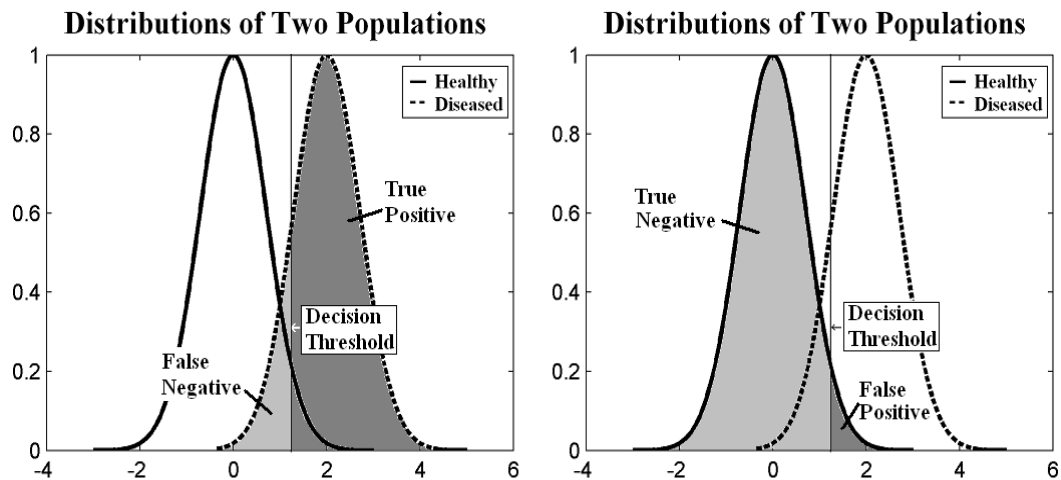 Distributions of Two Populations
1
0.8
0.6
0.4
0.2
0
-4
-2
0
2
4
6
Healthy
Diseased
True
Positive
Decision
Threshold
False
Negative
Distributions of Two Populations
1
0.8
0.6
0.4
0.2
0
-4
-2
0
2
4
6
Healthy
Diseased
True
Negative
Decision
Threshold
False
Positive